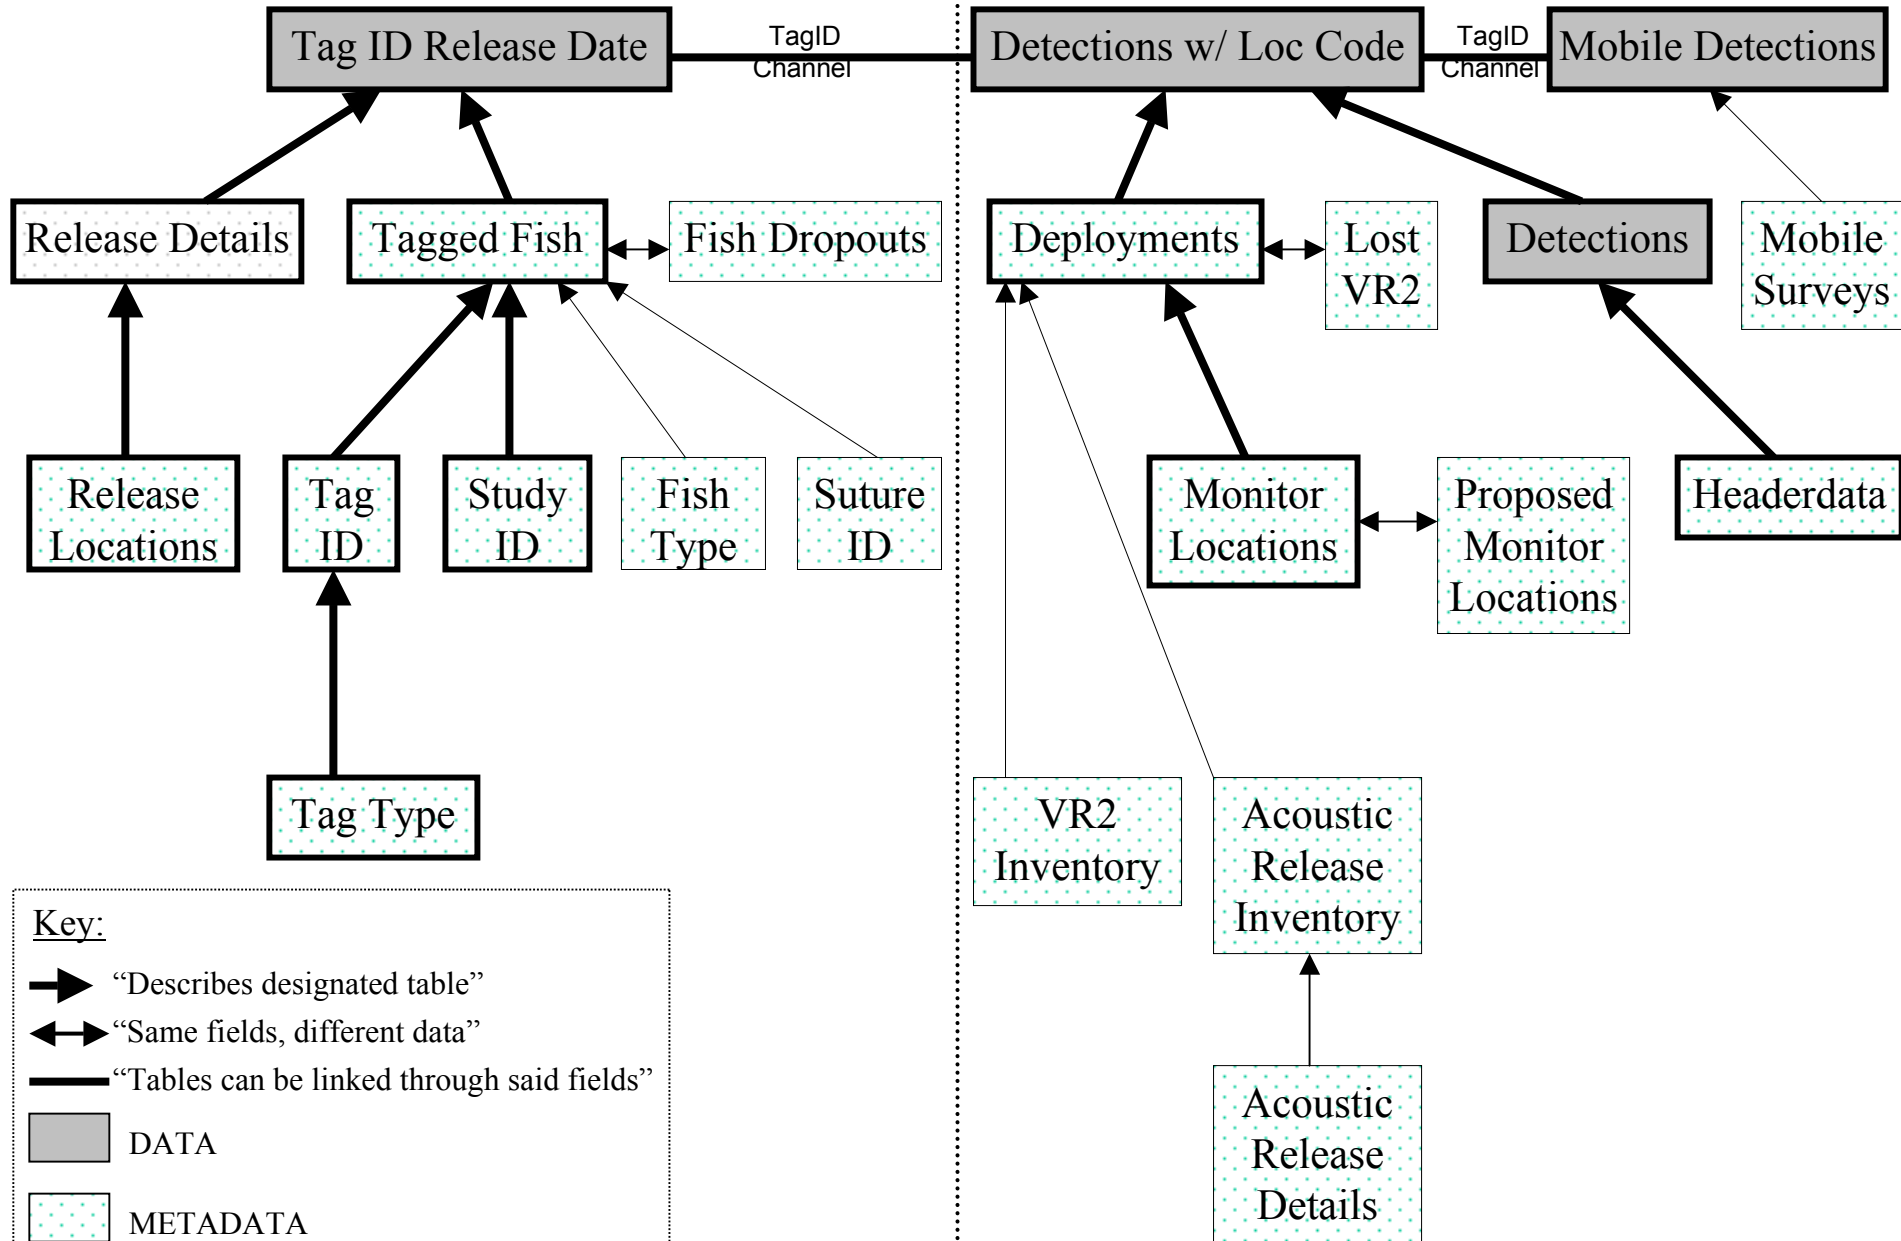 Tag ID Release Date
TagID
Channel
Detections w/ Loc Code
TagID
Channel
Mobile Detections
Release Details
Tagged Fish
Fish Dropouts
Deployments
Lost
VR2
Detections
Mobile
Surveys
Release
Locations
Tag
ID
Study
ID
Fish
Type
Suture
ID
Monitor
Locations
Proposed
Monitor
Locations
Headerdata
Tag Type
VR2
Inventory
Acoustic
Release
Inventory
Acoustic
Release
Details
Key:
“Describes designated table”
“Same fields, different data”
“Tables can be linked through said fields”
DATA
METADATA